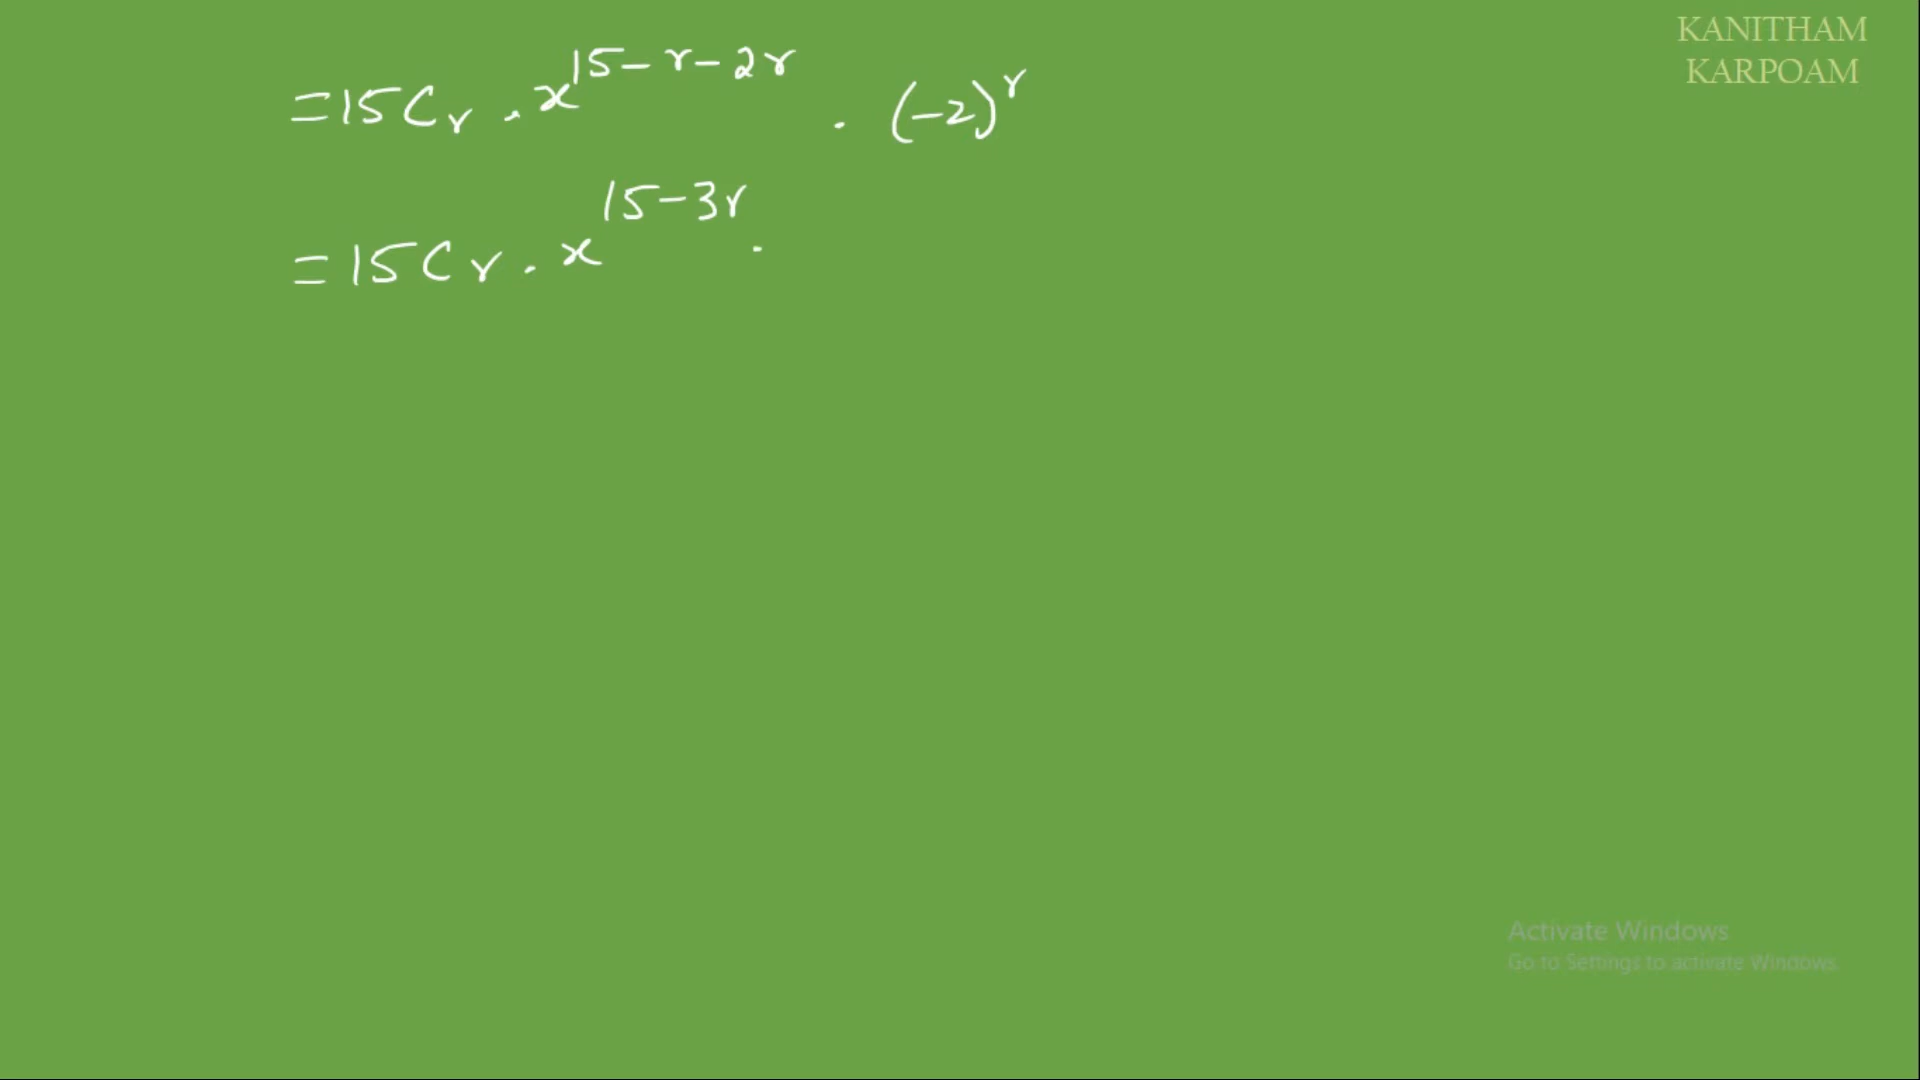 KANITHAM
KARPOAM
=15Cᵣ . x^15-r-2r . (-2)^r
=15Cr . x^15-3r .
Activate Windows
Go to Settings to activate Windows.